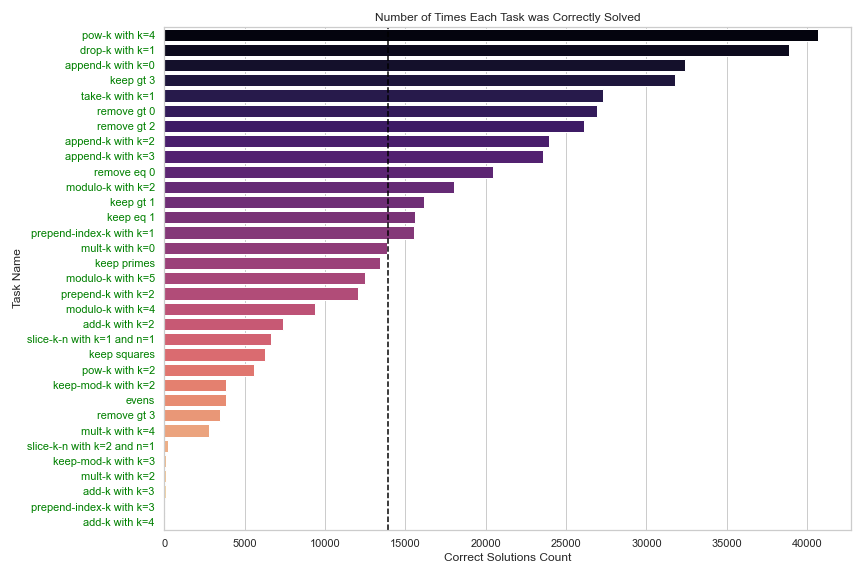 Number of Times Each Task was Correctly Solved
pow-k with k=4
drop-k with k=1
append-k with k=0
keep gt 3
take-k with k=1
remove gt 0
remove gt 2
append-k with k=2
append-k with k=3
remove eq 0
modulo-k with k=2
keep gt 1
keep eq 1
prepend-index-k with k=1
mult-k with k=0
keep primes
modulo-k with k=5
prepend-k with k=2
modulo-k with k=4
add-k with k=2
slice-k-n with k=1 and n=1
keep squares
pow-k with k=2
keep-mod-k with k=2
evens
remove gt 3
mult-k with k=4
slice-k-n with k=2 and n=1
keep-mod-k with k=3
mult-k with k=2
add-k with k=3
prepend-index-k with k=3
add-k with k=4
Task Name
0 5000 10000 15000 20000 25000 30000 35000 40000
Correct Solutions Count